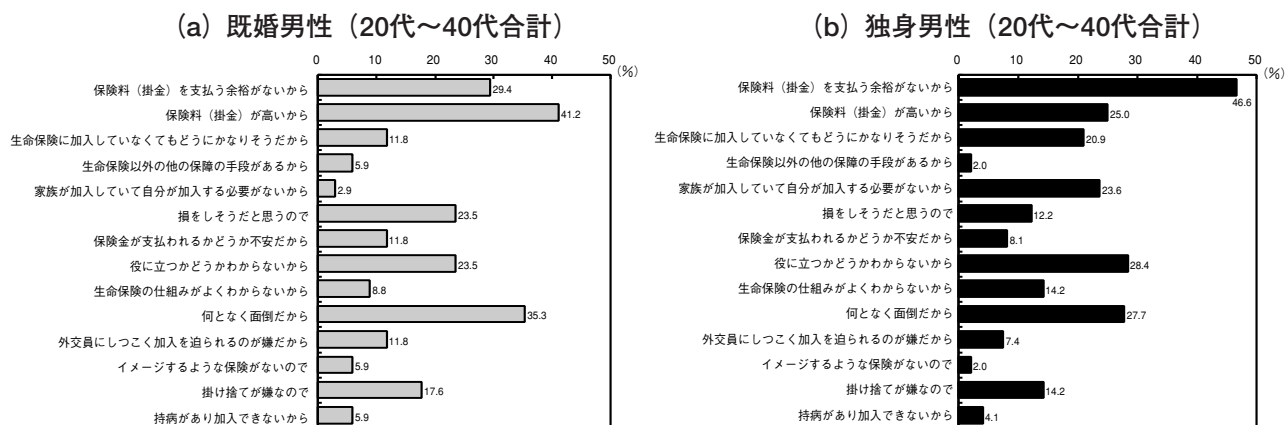 (a) 既婚男性(20代～40代合計)
0 10 20 30 40 50
(%)
保険料(掛金)を支払う余裕がないから 29.4
保険料(掛金)が高いから 41.2
生命保険に加入していなくてもどうにかなりそうだから 11.8
生命保険以外の他の保障の手段があるから 5.9
家族が加入していて自分が加入する必要がないから 2.9
損をしそうだと思うので 23.5
保険金が支払われるかどうか不安だから 11.8
役に立つかどうかわからないから 23.5
生命保険の仕組みがよくわからないから 8.8
何となく面倒だから 35.3
外交員にしつこく加入を迫られるのが嫌だから 11.8
イメージするような保険がないので 5.9
掛け捨てが嫌なので 17.6
持病があり加入できないから 5.9
(b) 独身男性(20代～40代合計)
0 10 20 30 40 50
(%)
保険料(掛金)を支払う余裕がないから 46.6
保険料(掛金)が高いから 25.0
生命保険に加入していなくてもどうにかなりそうだから 20.9
生命保険以外の他の保障の手段があるから 2.0
家族が加入していて自分が加入する必要がないから 23.6
損をしそうだと思うので 12.2
保険金が支払われるかどうか不安だから 8.1
役に立つかどうかわからないから 28.4
生命保険の仕組みがよくわからないから 14.2
何となく面倒だから 27.7
外交員にしつこく加入を迫られるのが嫌だから 7.4
イメージするような保険がないので 2.0
掛け捨てが嫌なので 14.2
持病があり加入できないから 4.1